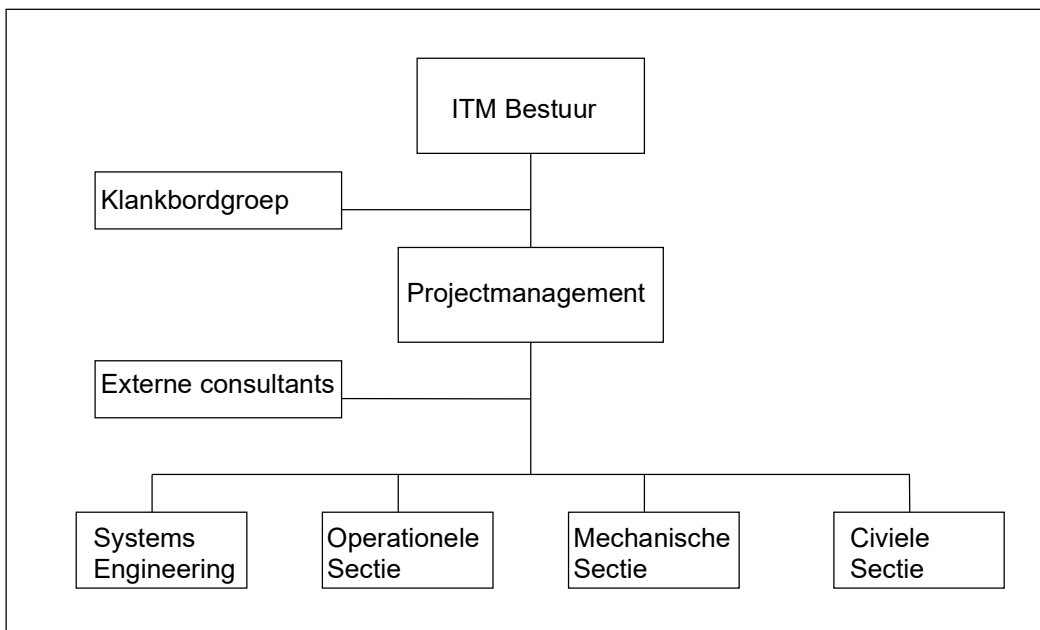 ITM Bestuur
Klankbordgroep
Projectmanagement
Externe consultants
Systems
Engineering
Operationele
Sectie
Mechanische
Sectie
Civiele
Sectie